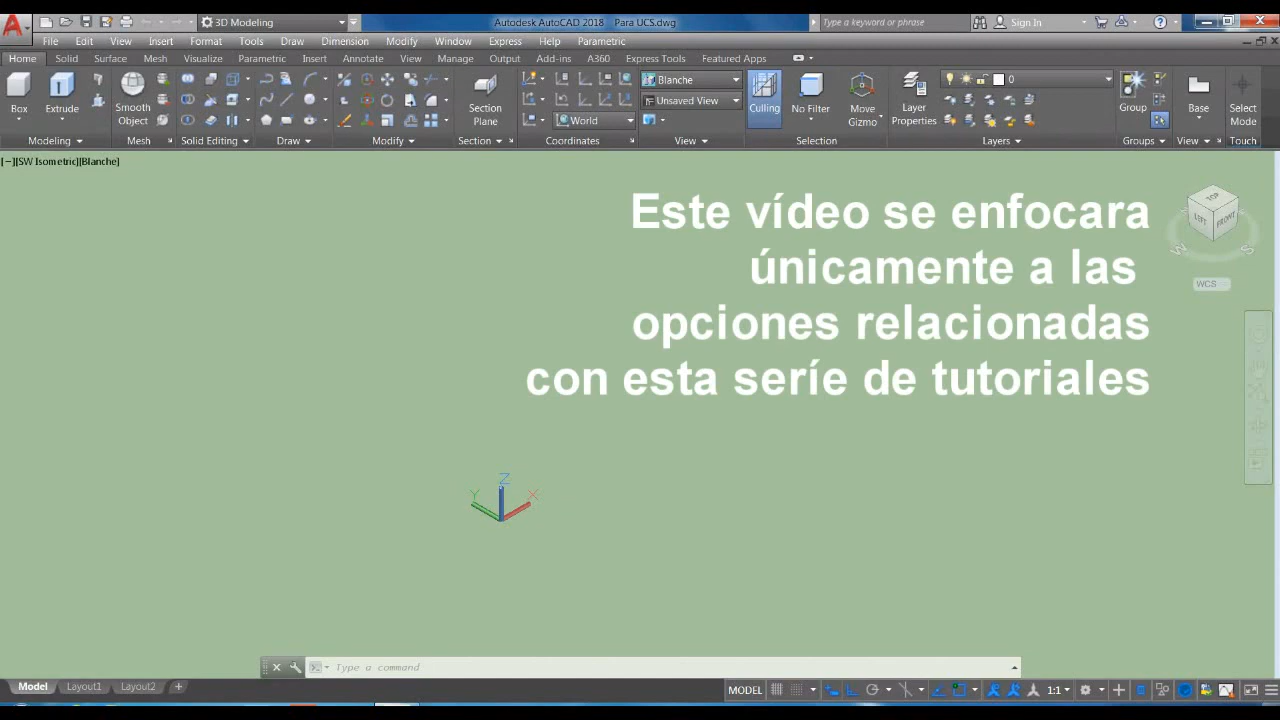 3D Modeling
Autodesk AutoCAD 2018 Para UCS.dwg
Type a keyword or phrase
Sign In
File Edit View Insert Format Tools Draw Dimension Modify Window Express Help Parametric
Home Solid Surface Mesh Visualize Parametric Insert Annotate View Manage Output Add-ins A360 Express Tools Featured Apps
Box
Extrude
Smooth Object
Section Plane
World
Blanche
Unsaved View
Culling
No Filter
Move Gizmo
Layer Properties
0
Group
Base
Select Mode
Modeling Mesh Solid Editing Draw Modify Section Coordinates View Selection Layers Groups View Touch
[−][SW Isometric][Blanche]
Este vídeo se enfocara
únicamente a las
opciones relacionadas
con esta seríe de tutoriales
TOP
LEFT
FRONT
W
S
WCS
Z
Y
X
Type a command
Model Layout1 Layout2 +
MODEL
1:1